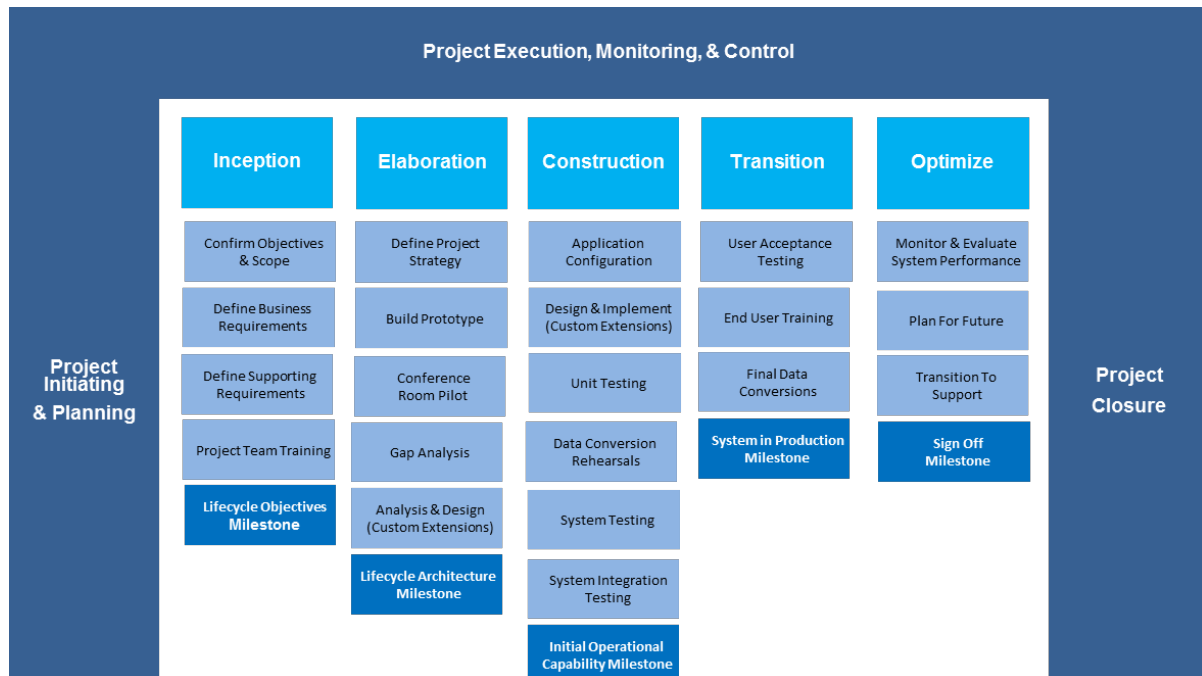 Project Execution, Monitoring, & Control
Project
Initiating
& Planning
Inception
Confirm Objectives
& Scope
Define Business
Requirements
Define Supporting
Requirements
Project Team Training
Lifecycle Objectives
Milestone
Elaboration
Define Project
Strategy
Build Prototype
Conference
Room Pilot
Gap Analysis
Analysis & Design
(Custom Extensions)
Lifecycle Architecture
Milestone
Construction
Application
Configuration
Design & Implement
(Custom Extensions)
Unit Testing
Data Conversion
Rehearsals
System Testing
System Integration
Testing
Initial Operational
Capability Milestone
Transition
User Acceptance
Testing
End User Training
Final Data
Conversions
System in Production
Milestone
Optimize
Monitor & Evaluate
System Performance
Plan For Future
Transition To
Support
Sign Off
Milestone
Project
Closure